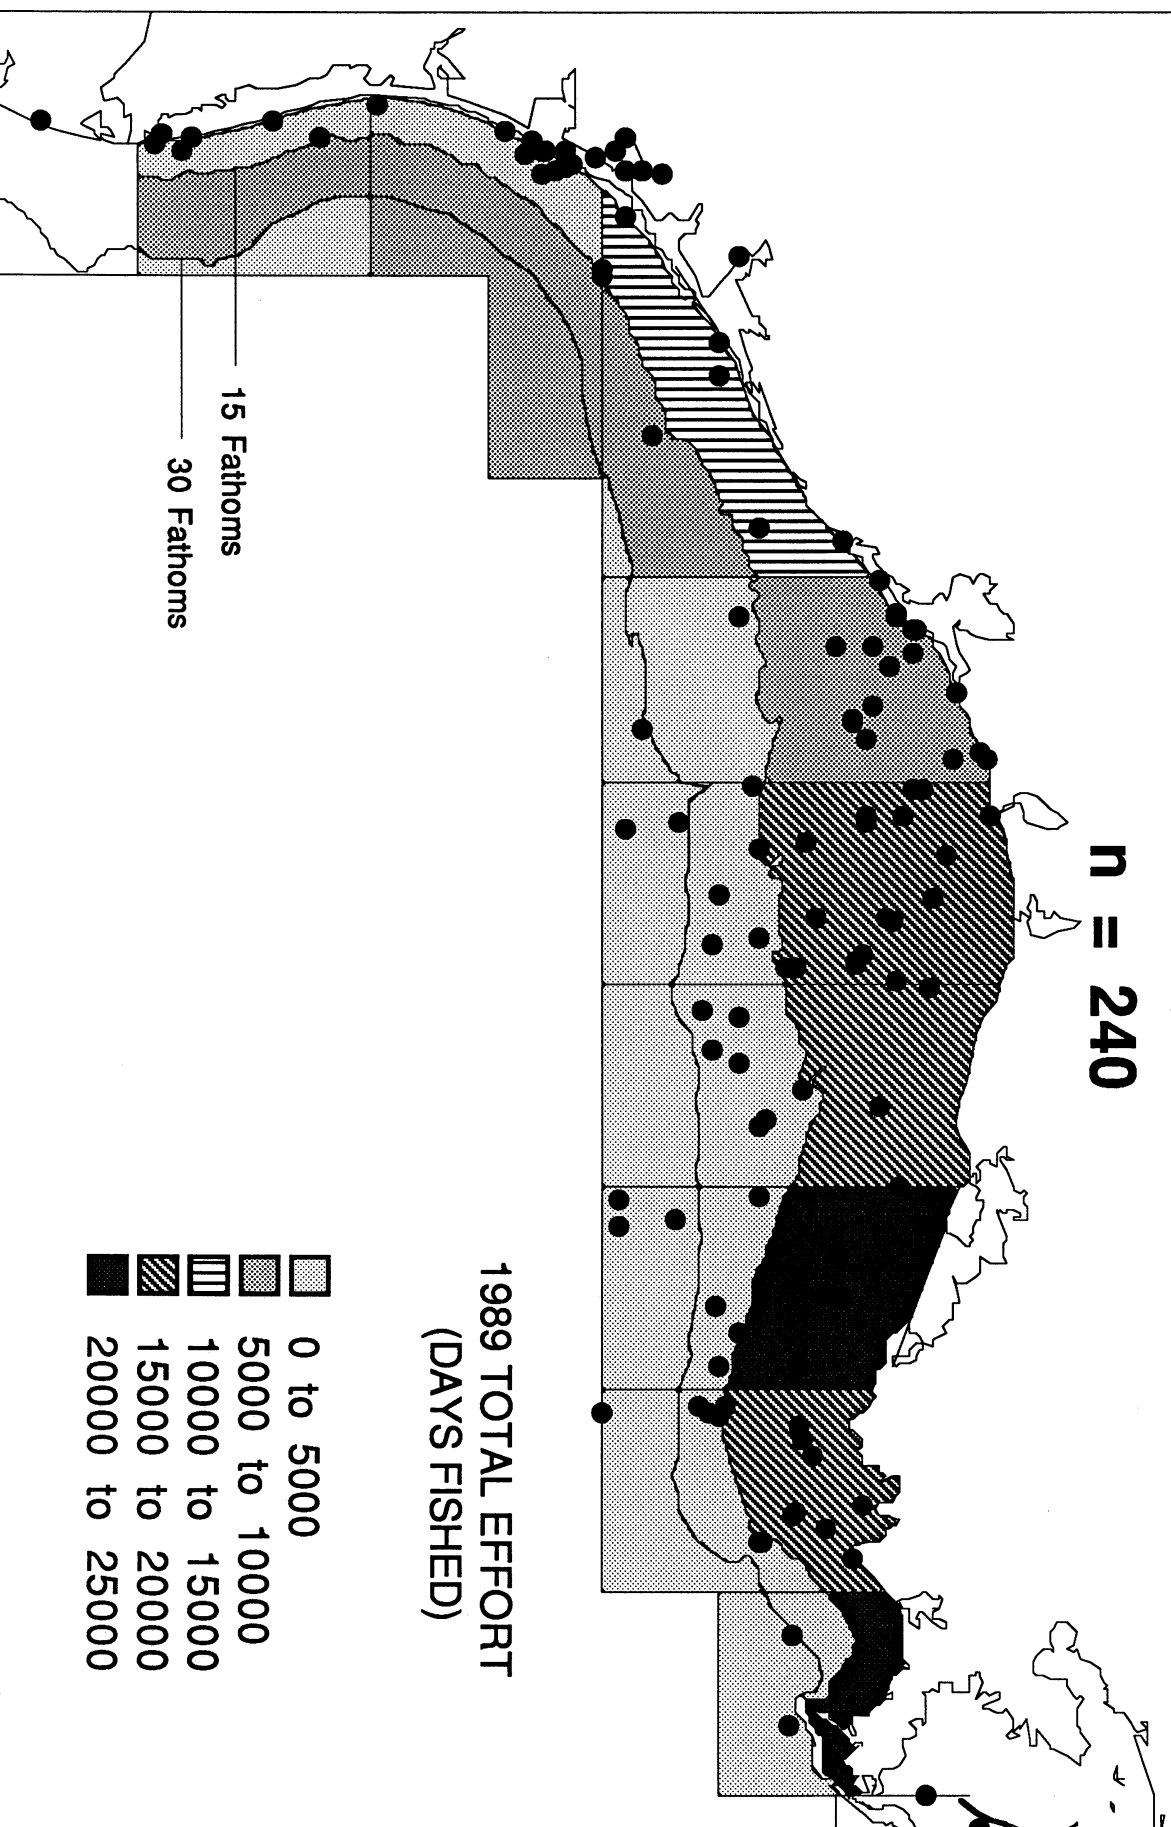 n = 240
15 Fathoms
30 Fathoms
1989 TOTAL EFFORT
(DAYS FISHED)
0 to 5000
5000 to 10000
10000 to 15000
15000 to 20000
20000 to 25000